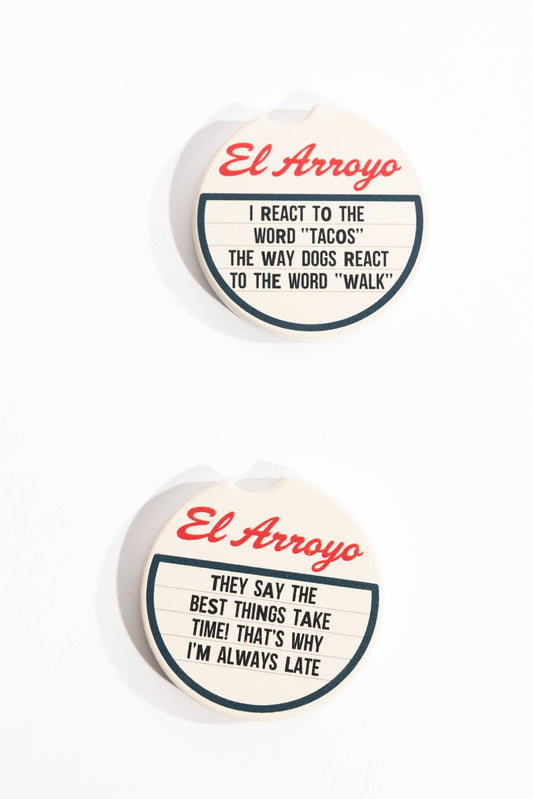 El Arroyo
I REACT TO THE
WORD "TACOS"
THE WAY DOGS REACT
TO THE WORD "WALK"
El Arroyo
THEY SAY THE
BEST THINGS TAKE
TIME! THAT'S WHY
I'M ALWAYS LATE